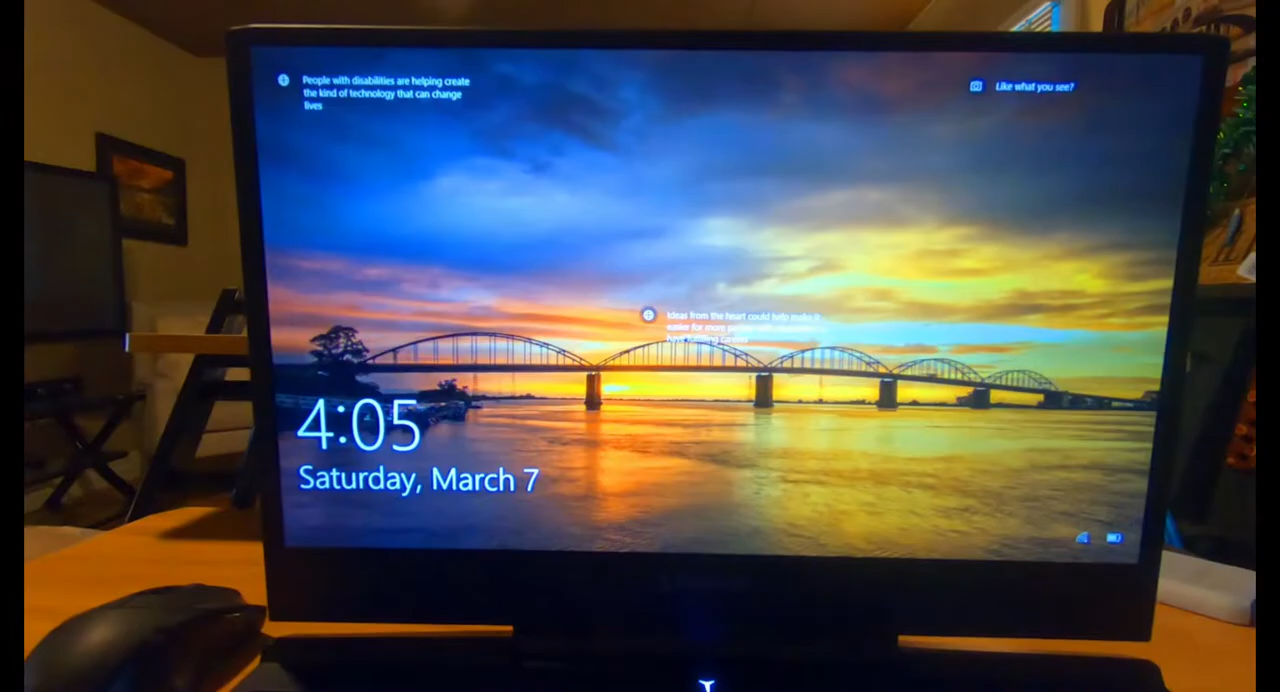 People with disabilities are helping create
the kind of technology that can change
lives
Like what you see?
Ideas from the heart could help make it
easier for more
4:05
Saturday, March 7